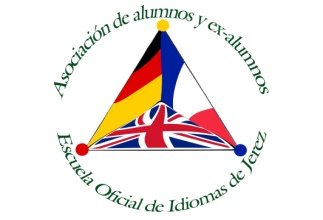 Asociación de alumnos y ex-alumnos
Escuela Oficial de Idiomas de Jerez